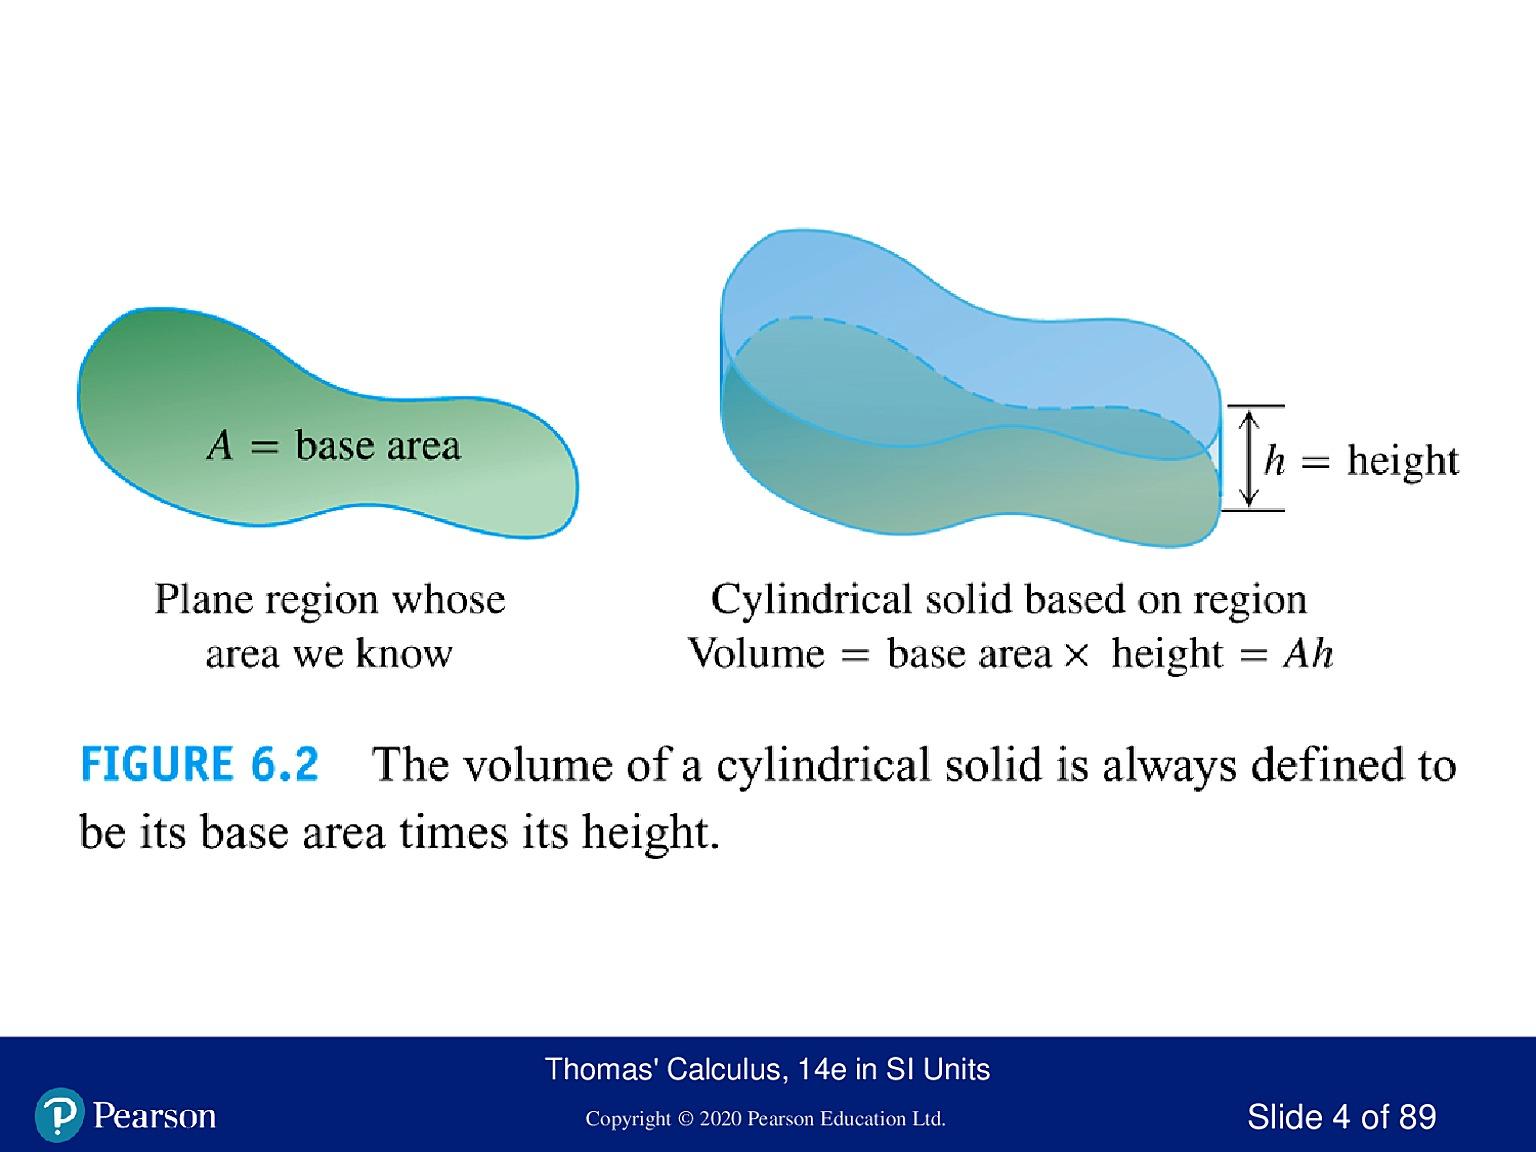 A = base area
h = height
Plane region whose
area we know
Cylindrical solid based on region
Volume = base area × height = Ah
FIGURE 6.2 The volume of a cylindrical solid is always defined to
be its base area times its height.
Thomas' Calculus, 14e in SI Units
Pearson
Copyright © 2020 Pearson Education Ltd.
Slide 4 of 89